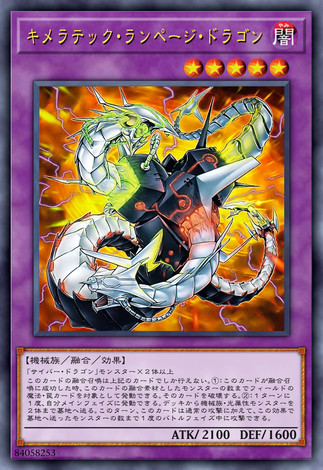 キメラテック・ランページ・ドラゴン
闇
やみ
【機械族／融合／効果】
「サイバー・ドラゴン」モンスター×２体以上
このカードの融合召喚は上記のカードでしか行えない。①：このカードが融合召
喚に成功した時、このカードの融合素材としたモンスターの数までフィールドの
魔法・罠カードを対象として発動できる。そのカードを破壊する。②：１ターンに
１度、自分メインフェイズに発動できる。デッキから機械族・光属性モンスターを
２体まで墓地へ送る。このターン、このカードは通常の攻撃に加えて、この効果で
墓地へ送ったモンスターの数まで１度のバトルフェイズ中に攻撃できる。
ATK/ 2100 DEF/1600
84058253